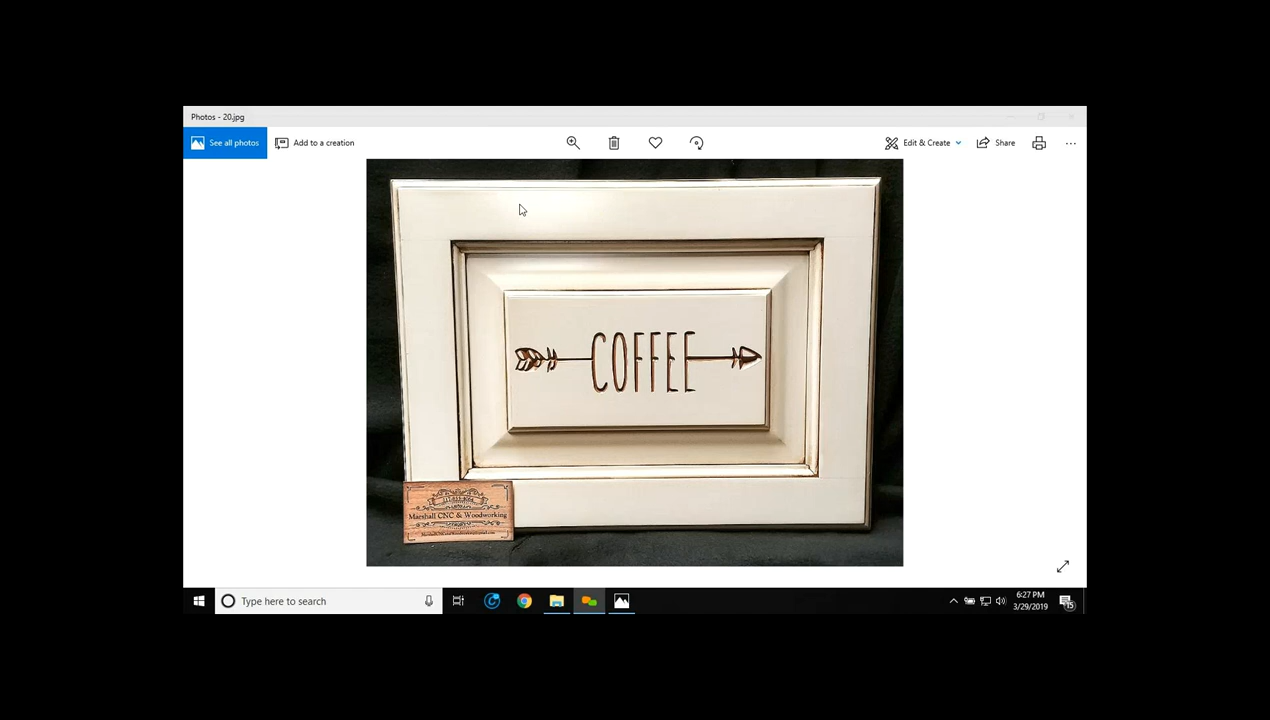 Photos - 20.jpg
See all photos
Add to a creation
Edit & Create
Share
COFFEE
Marshall CNC & Woodworking
Type here to search
6:27 PM
3/29/2019
15